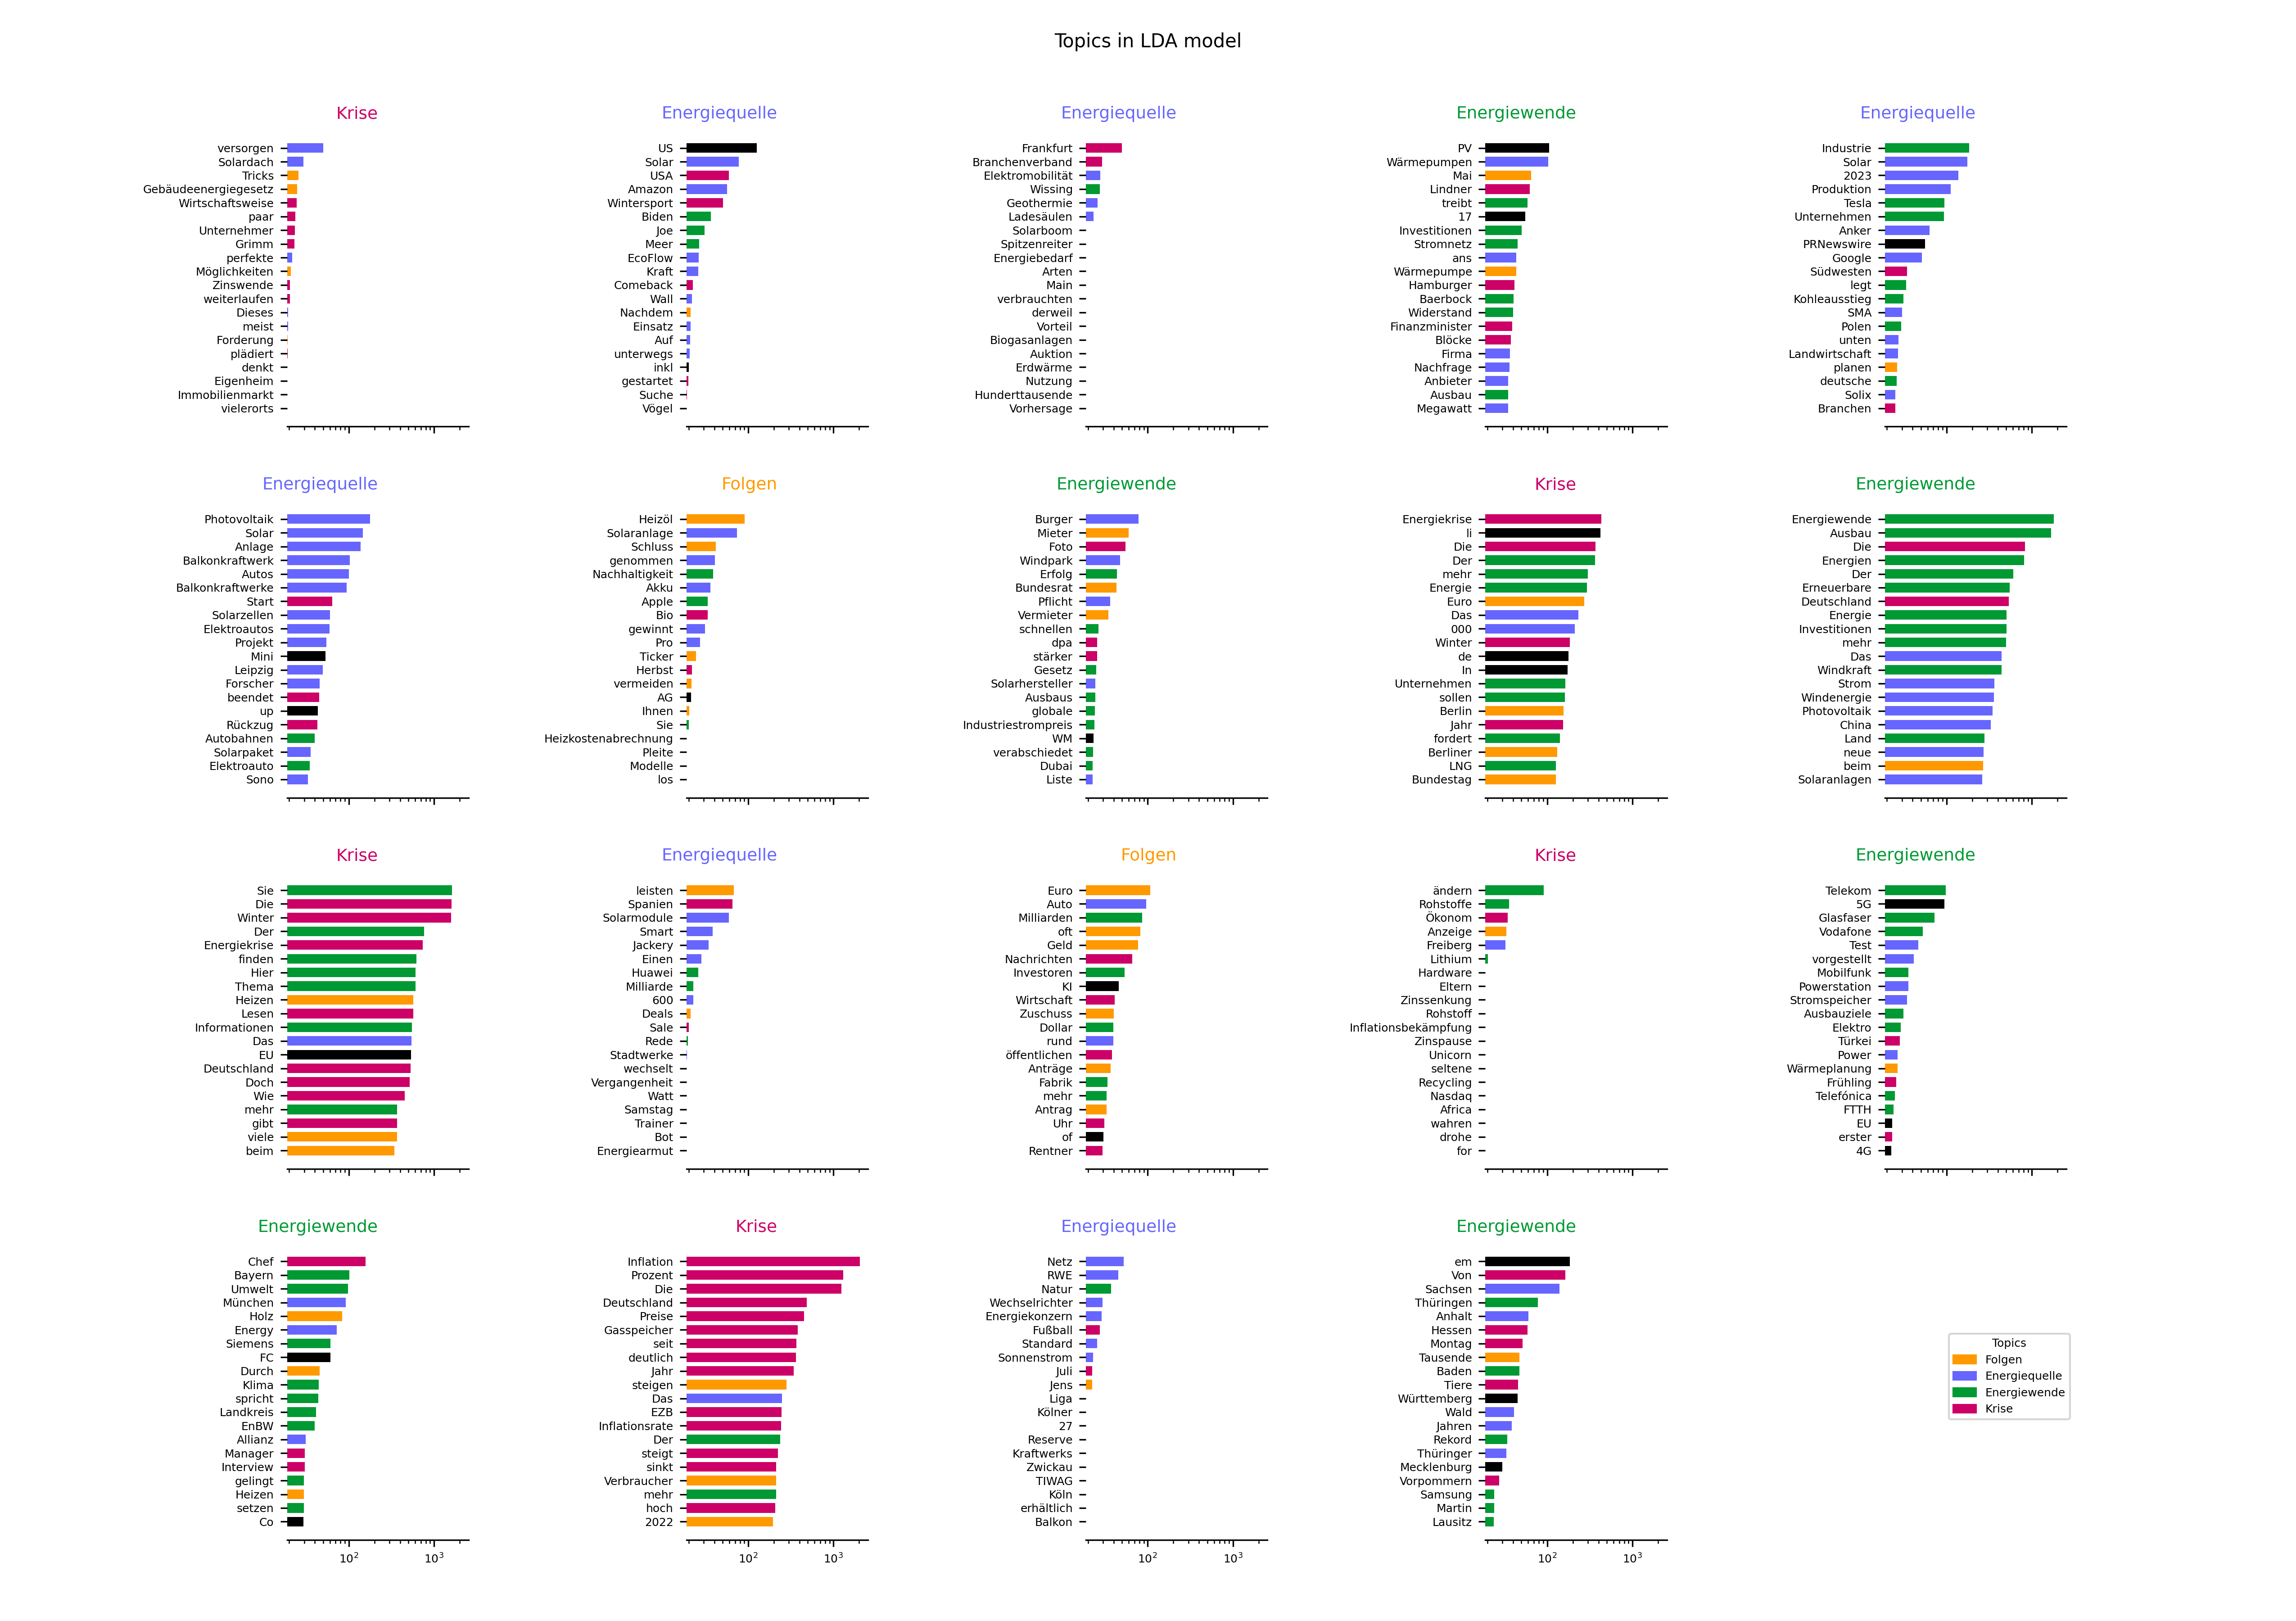 Topics in LDA model
Krise
versorgen
Solardach
Tricks
Gebäudeenergiegesetz
Wirtschaftsweise
paar
Unternehmer
Grimm
perfekte
Möglichkeiten
Zinswende
weiterlaufen
Dieses
meist
Forderung
plädiert
denkt
Eigenheim
Immobilienmarkt
vielerorts
Energiequelle
US
Solar
USA
Amazon
Wintersport
Biden
Joe
Meer
EcoFlow
Kraft
Comeback
Wall
Nachdem
Einsatz
Auf
unterwegs
inkl
gestartet
Suche
Vögel
Energiequelle
Frankfurt
Branchenverband
Elektromobilität
Wissing
Geothermie
Ladesäulen
Solarboom
Spitzenreiter
Energiebedarf
Arten
Main
verbrauchten
derweil
Vorteil
Biogasanlagen
Auktion
Erdwärme
Nutzung
Hunderttausende
Vorhersage
Energiewende
PV
Wärmepumpen
Mai
Lindner
treibt
17
Investitionen
Stromnetz
ans
Wärmepumpe
Hamburger
Baerbock
Widerstand
Finanzminister
Blöcke
Firma
Nachfrage
Anbieter
Ausbau
Megawatt
Energiequelle
Industrie
Solar
2023
Produktion
Tesla
Unternehmen
Anker
PRNewswire
Google
Südwesten
legt
Kohleausstieg
SMA
Polen
unten
Landwirtschaft
planen
deutsche
Solix
Branchen
Energiequelle
Photovoltaik
Solar
Anlage
Balkonkraftwerk
Autos
Balkonkraftwerke
Start
Solarzellen
Elektroautos
Projekt
Mini
Leipzig
Forscher
beendet
up
Rückzug
Autobahnen
Solarpaket
Elektroauto
Sono
Folgen
Heizöl
Solaranlage
Schluss
genommen
Nachhaltigkeit
Akku
Apple
Bio
gewinnt
Pro
Ticker
Herbst
vermeiden
AG
Ihnen
Sie
Heizkostenabrechnung
Pleite
Modelle
los
Energiewende
Burger
Mieter
Foto
Windpark
Erfolg
Bundesrat
Pflicht
Vermieter
schnellen
dpa
stärker
Gesetz
Solarhersteller
Ausbaus
globale
Industriestrompreis
WM
verabschiedet
Dubai
Liste
Krise
Energiekrise
li
Die
Der
mehr
Energie
Euro
Das
000
Winter
de
In
Unternehmen
sollen
Berlin
Jahr
fordert
Berliner
LNG
Bundestag
Energiewende
Energiewende
Ausbau
Die
Energien
Der
Erneuerbare
Deutschland
Energie
Investitionen
mehr
Das
Windkraft
Strom
Windenergie
Photovoltaik
China
Land
neue
beim
Solaranlagen
Krise
Sie
Die
Winter
Der
Energiekrise
finden
Hier
Thema
Heizen
Lesen
Informationen
Das
EU
Deutschland
Doch
Wie
mehr
gibt
viele
beim
Energiequelle
leisten
Spanien
Solarmodule
Smart
Jackery
Einen
Huawei
Milliarde
600
Deals
Sale
Rede
Stadtwerke
wechselt
Vergangenheit
Watt
Samstag
Trainer
Bot
Energiearmut
Folgen
Euro
Auto
Milliarden
oft
Geld
Nachrichten
Investoren
KI
Wirtschaft
Zuschuss
Dollar
rund
öffentlichen
Anträge
Fabrik
mehr
Antrag
Uhr
of
Rentner
Krise
ändern
Rohstoffe
Ökonom
Anzeige
Freiberg
Lithium
Hardware
Eltern
Zinssenkung
Rohstoff
Inflationsbekämpfung
Zinspause
Unicorn
seltene
Recycling
Nasdaq
Africa
wahren
drohe
for
Energiewende
Telekom
5G
Glasfaser
Vodafone
Test
vorgestellt
Mobilfunk
Powerstation
Stromspeicher
Ausbauziele
Elektro
Türkei
Power
Wärmeplanung
Frühling
Telefónica
FTTH
EU
erster
4G
Energiewende
Chef
Bayern
Umwelt
München
Holz
Energy
Siemens
FC
Durch
Klima
spricht
Landkreis
EnBW
Allianz
Manager
Interview
gelingt
Heizen
setzen
Co
10² 10³
Krise
Inflation
Prozent
Die
Deutschland
Preise
Gasspeicher
seit
deutlich
Jahr
steigen
Das
EZB
Inflationsrate
Der
steigt
sinkt
Verbraucher
mehr
hoch
2022
10² 10³
Energiequelle
Netz
RWE
Natur
Wechselrichter
Energiekonzern
Fußball
Standard
Sonnenstrom
Juli
Jens
Liga
Kölner
27
Reserve
Kraftwerks
Zwickau
TIWAG
Köln
erhältlich
Balkon
10² 10³
Energiewende
em
Von
Sachsen
Thüringen
Anhalt
Hessen
Montag
Tausende
Baden
Tiere
Württemberg
Wald
Jahren
Rekord
Thüringer
Mecklenburg
Vorpommern
Samsung
Martin
Lausitz
10² 10³
Topics
Folgen
Energiequelle
Energiewende
Krise